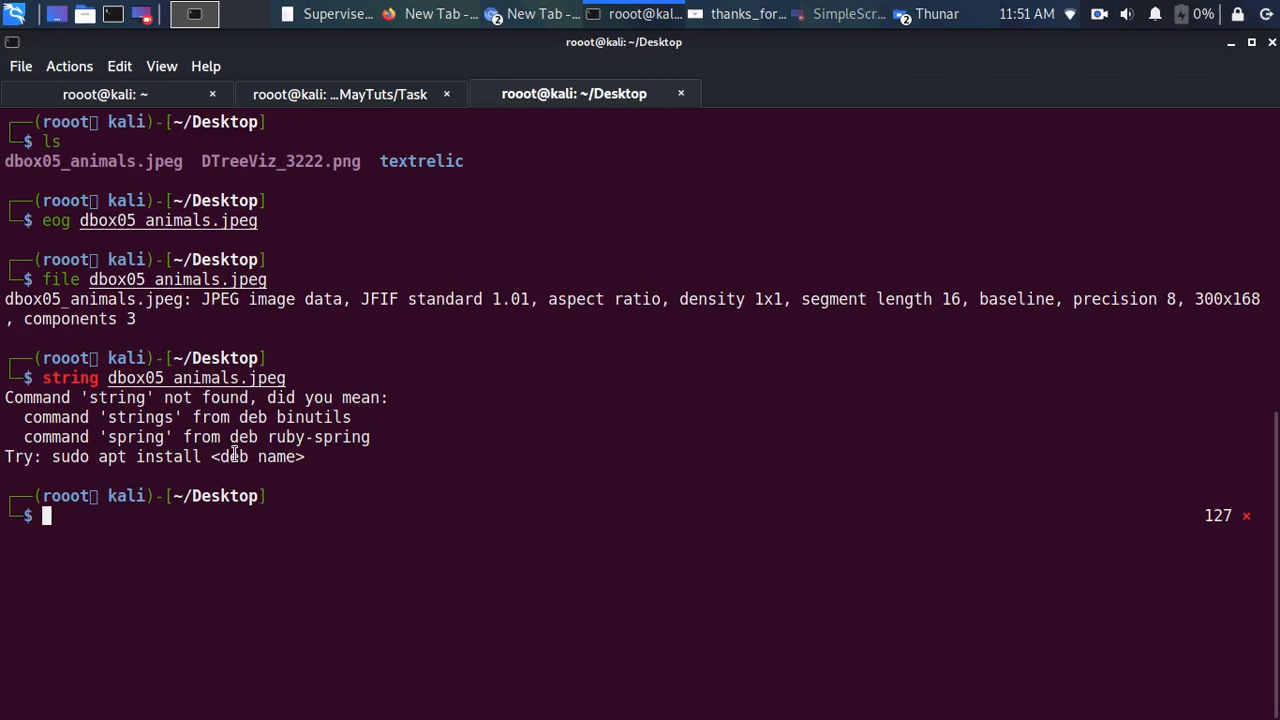 Supervise...
New Tab -...
2 New Tab -...
rooot@kal...
thanks_for...
SimpleScr...
2 Thunar
11:51 AM
0%
rooot@kali: ~/Desktop
File Actions Edit View Help
rooot@kali: ~ ×
rooot@kali: ...MayTuts/Task ×
rooot@kali: ~/Desktop ×
┌──(rooot kali)-[~/Desktop]
└─$ ls
dbox05_animals.jpeg DTreeViz_3222.png textrelic
┌──(rooot kali)-[~/Desktop]
└─$ eog dbox05_animals.jpeg
┌──(rooot kali)-[~/Desktop]
└─$ file dbox05_animals.jpeg
dbox05_animals.jpeg: JPEG image data, JFIF standard 1.01, aspect ratio, density 1x1, segment length 16, baseline, precision 8, 300x168
, components 3
┌──(rooot kali)-[~/Desktop]
└─$ string dbox05_animals.jpeg
Command 'string' not found, did you mean:
command 'strings' from deb binutils
command 'spring' from deb ruby-spring
Try: sudo apt install <deb name>
┌──(rooot kali)-[~/Desktop]
└─$ 127 ×